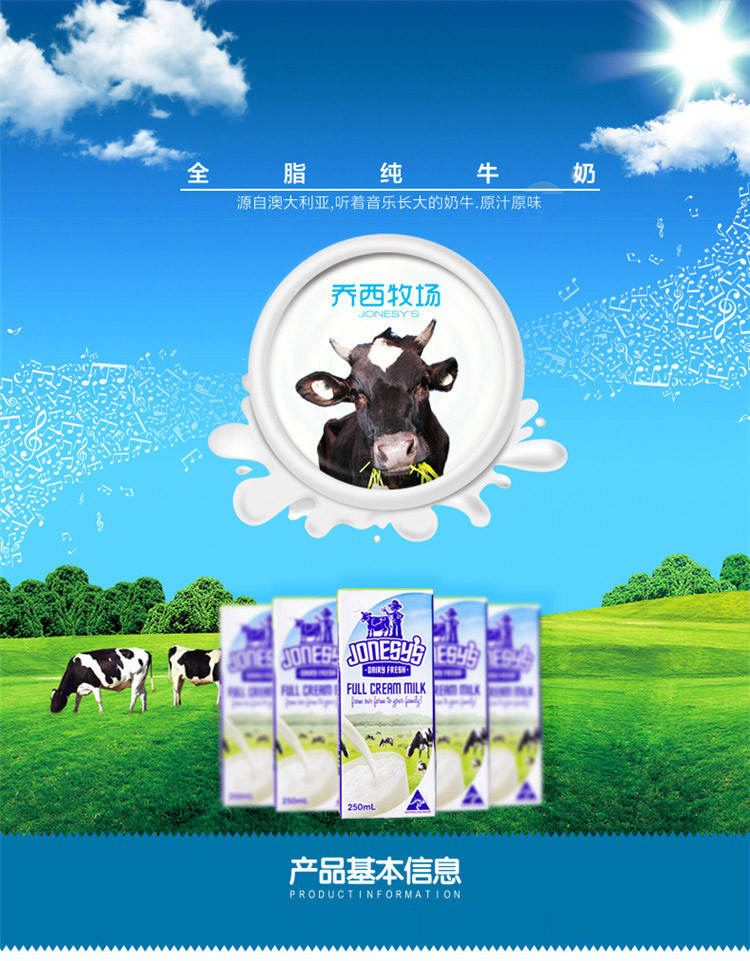 全脂纯牛奶
源自澳大利亚,听着音乐长大的奶牛.原汁原味
乔西牧场
JONESY'S
JONESY'S
DAIRY FRESH
FULL CREAM MILK
from our farm to your family!
250mL
产品基本信息
PRODUCT INFORMATION